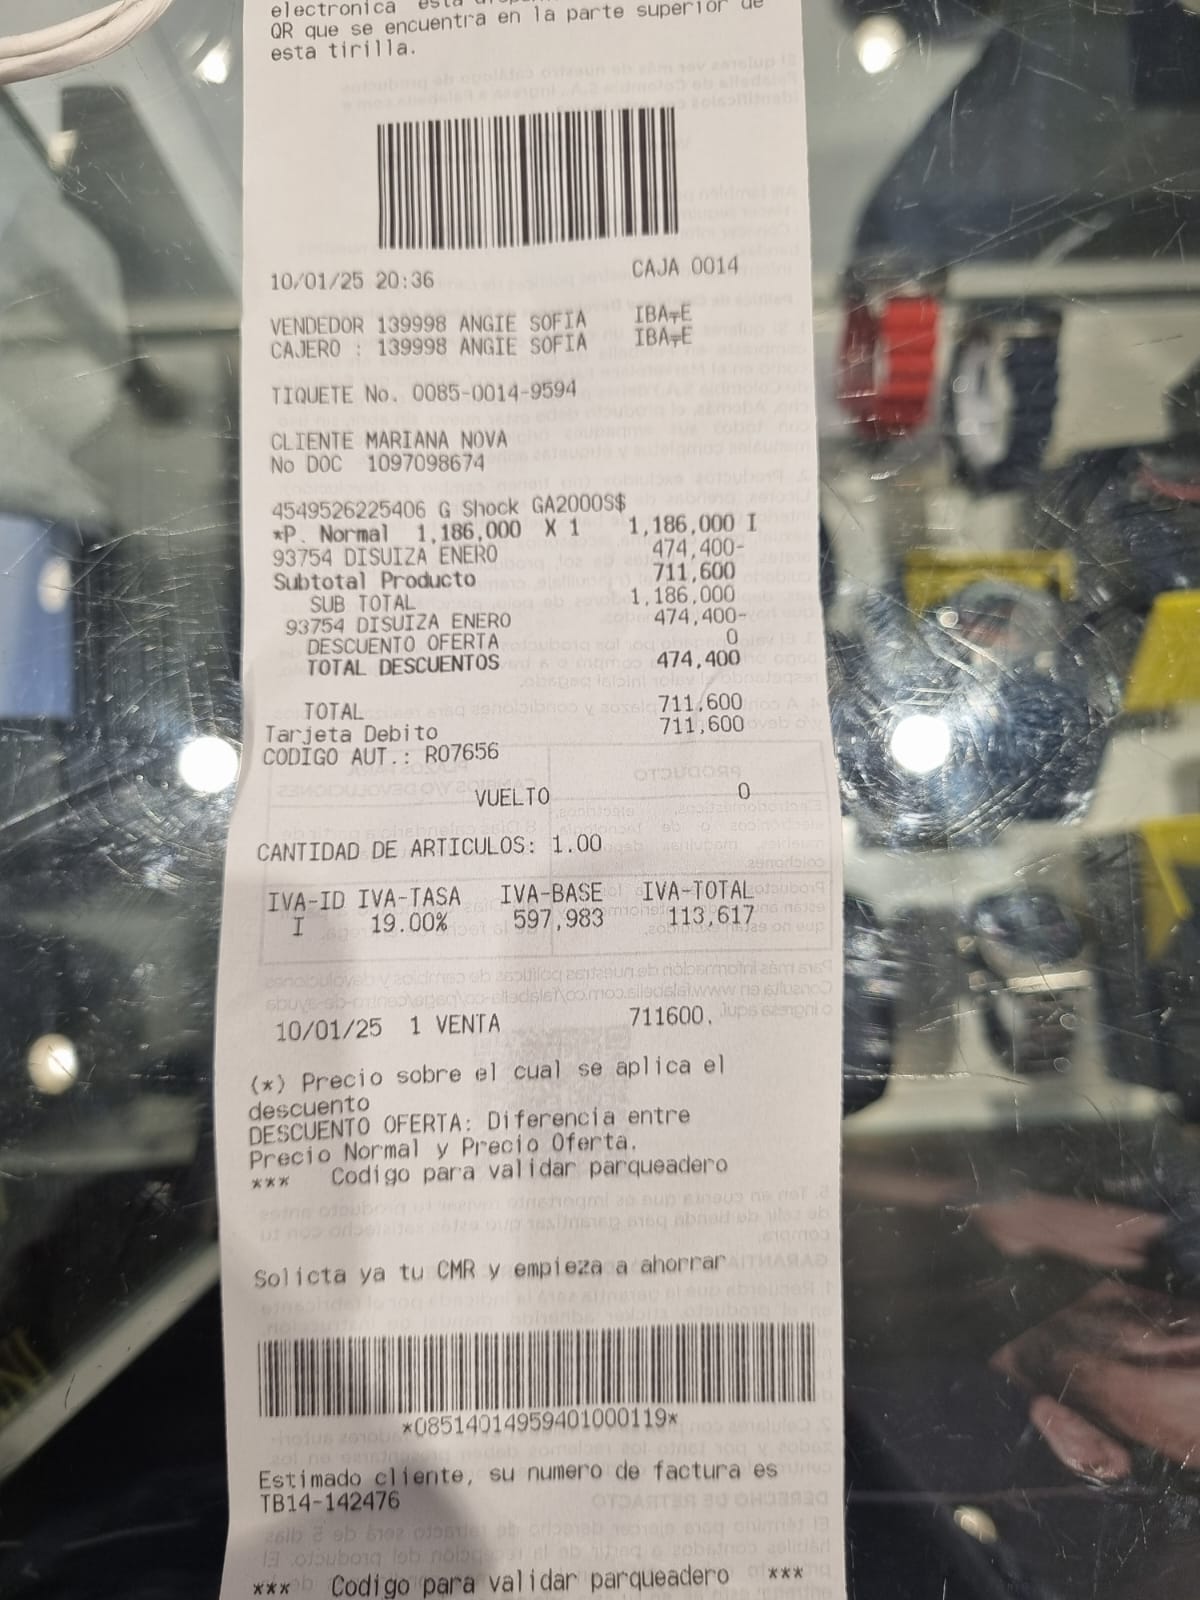 electronica esta
QR que se encuentra en la parte superior de
esta tirilla.
10/01/25 20:36 CAJA 0014
VENDEDOR 139998 ANGIE SOFIA IBA╤E
CAJERO : 139998 ANGIE SOFIA IBA╤E
TIQUETE No. 0085-0014-9594
CLIENTE MARIANA NOVA
No DOC 1097098674
4549526225406 G Shock GA2000S$
*P. Normal 1,186,000 X 1 1,186,000 I
93754 DISUIZA ENERO 474,400-
Subtotal Producto 711,600
SUB TOTAL 1,186,000
93754 DISUIZA ENERO 474,400-
DESCUENTO OFERTA 0
TOTAL DESCUENTOS 474,400
TOTAL 711,600
Tarjeta Debito 711,600
CODIGO AUT.: R07656
VUELTO 0
CANTIDAD DE ARTICULOS: 1.00
IVA-ID IVA-TASA IVA-BASE IVA-TOTAL
I 19.00% 597,983 113,617
10/01/25 1 VENTA 711600.
(*) Precio sobre el cual se aplica el
descuento
DESCUENTO OFERTA: Diferencia entre
Precio Normal y Precio Oferta.
*** Codigo para validar parqueadero
Solicta ya tu CMR y empieza a ahorrar
*08514014959401000119*
Estimado cliente, su numero de factura es
TB14-142476
*** Codigo para validar parqueadero ***